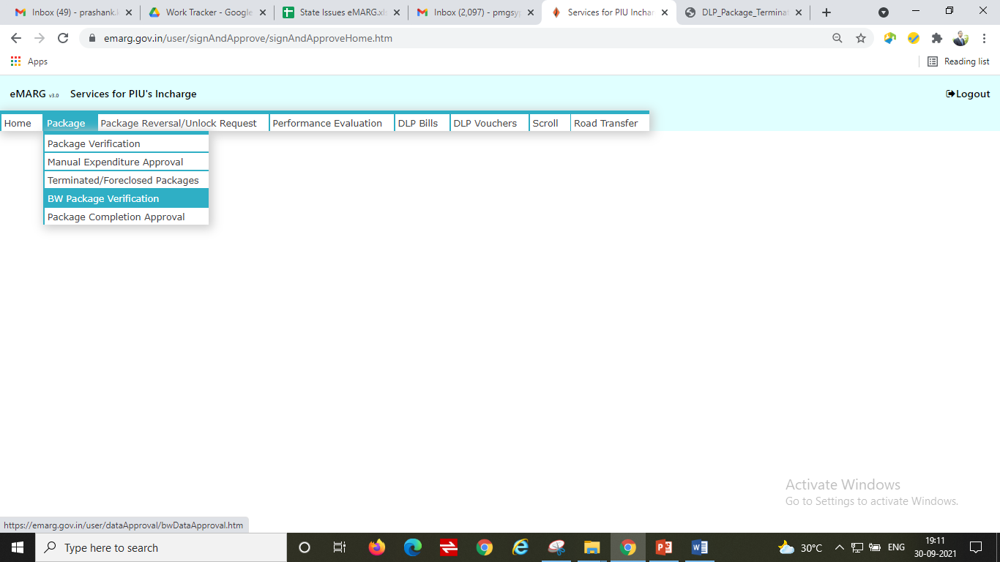 Inbox (49) - prashank.k
Work Tracker - Google
State Issues eMARG.xls
Inbox (2,097) - pmgsy
Services for PIU Inchar
DLP_Package_Terminat
emarg.gov.in/user/signAndApprove/signAndApproveHome.htm
Apps
Reading list
eMARG v3.0 Services for PIU's Incharge
Logout
Home Package Package Reversal/Unlock Request Performance Evaluation DLP Bills DLP Vouchers Scroll Road Transfer
Package Verification
Manual Expenditure Approval
Terminated/Foreclosed Packages
BW Package Verification
Package Completion Approval
Activate Windows
Go to Settings to activate Windows.
https://emarg.gov.in/user/dataApproval/bwDataApproval.htm
Type here to search
30°C
ENG
19:11
30-09-2021